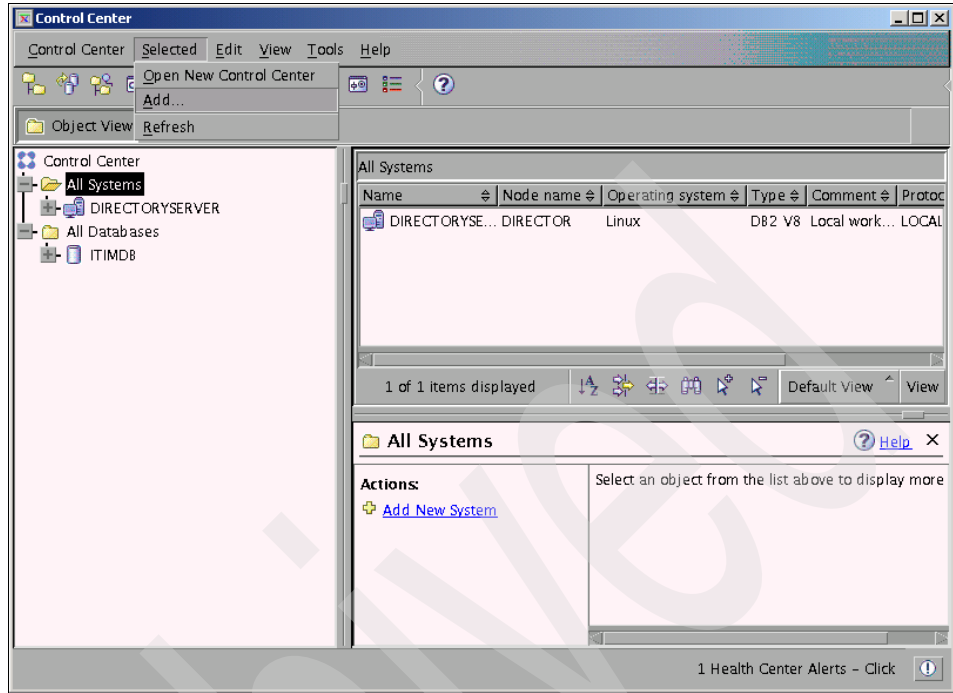 Control Center
Control Center Selected Edit View Tools Help
Open New Control Center
Add...
Refresh
Object View
Control Center
All Systems
DIRECTORYSERVER
All Databases
ITIMDB
All Systems
Name Node name Operating system Type Comment Protoc
DIRECTORYSE... DIRECTOR Linux DB2 V8 Local work... LOCAL
1 of 1 items displayed Default View View
All Systems Help
Actions:
Add New System
Select an object from the list above to display more
1 Health Center Alerts - Click